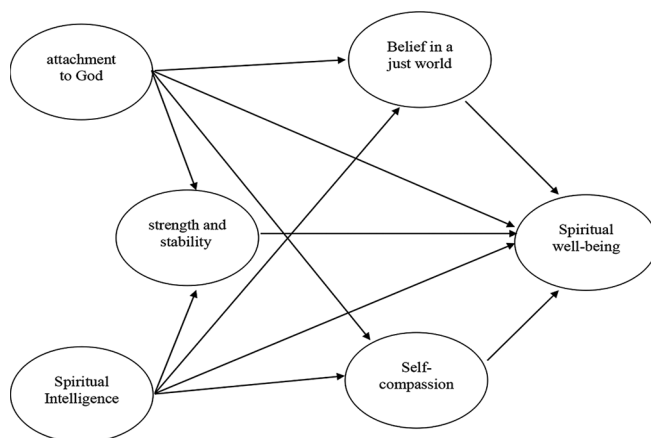 attachment
to God
Belief in a
just world
strength and
stability
Spiritual
well-being
Spiritual
Intelligence
Self-
compassion